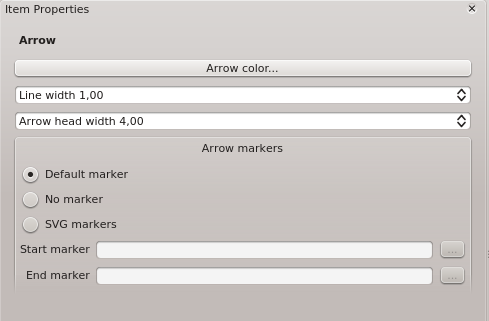 Item Properties
Arrow
Arrow color...
Line width 1,00
Arrow head width 4,00
Arrow markers
Default marker
No marker
SVG markers
Start marker ...
End marker ...